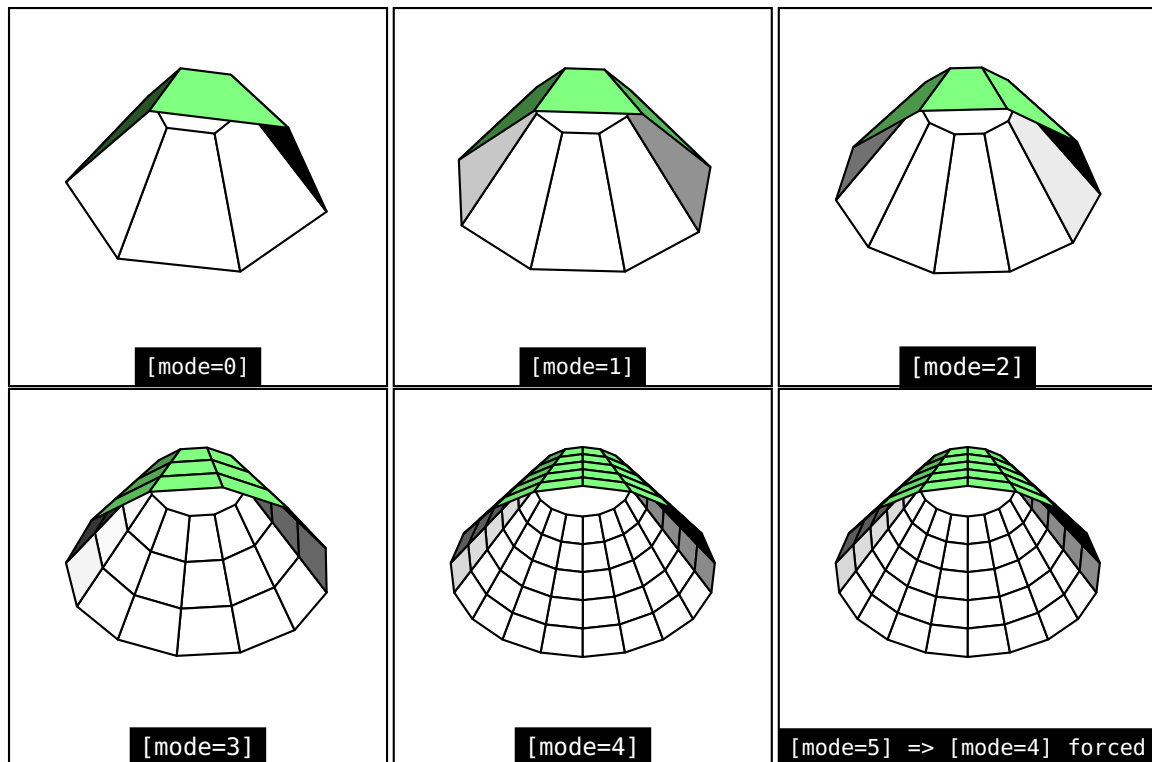 [mode=0]
[mode=1]
[mode=2]
[mode=3]
[mode=4]
[mode=5] => [mode=4] forced